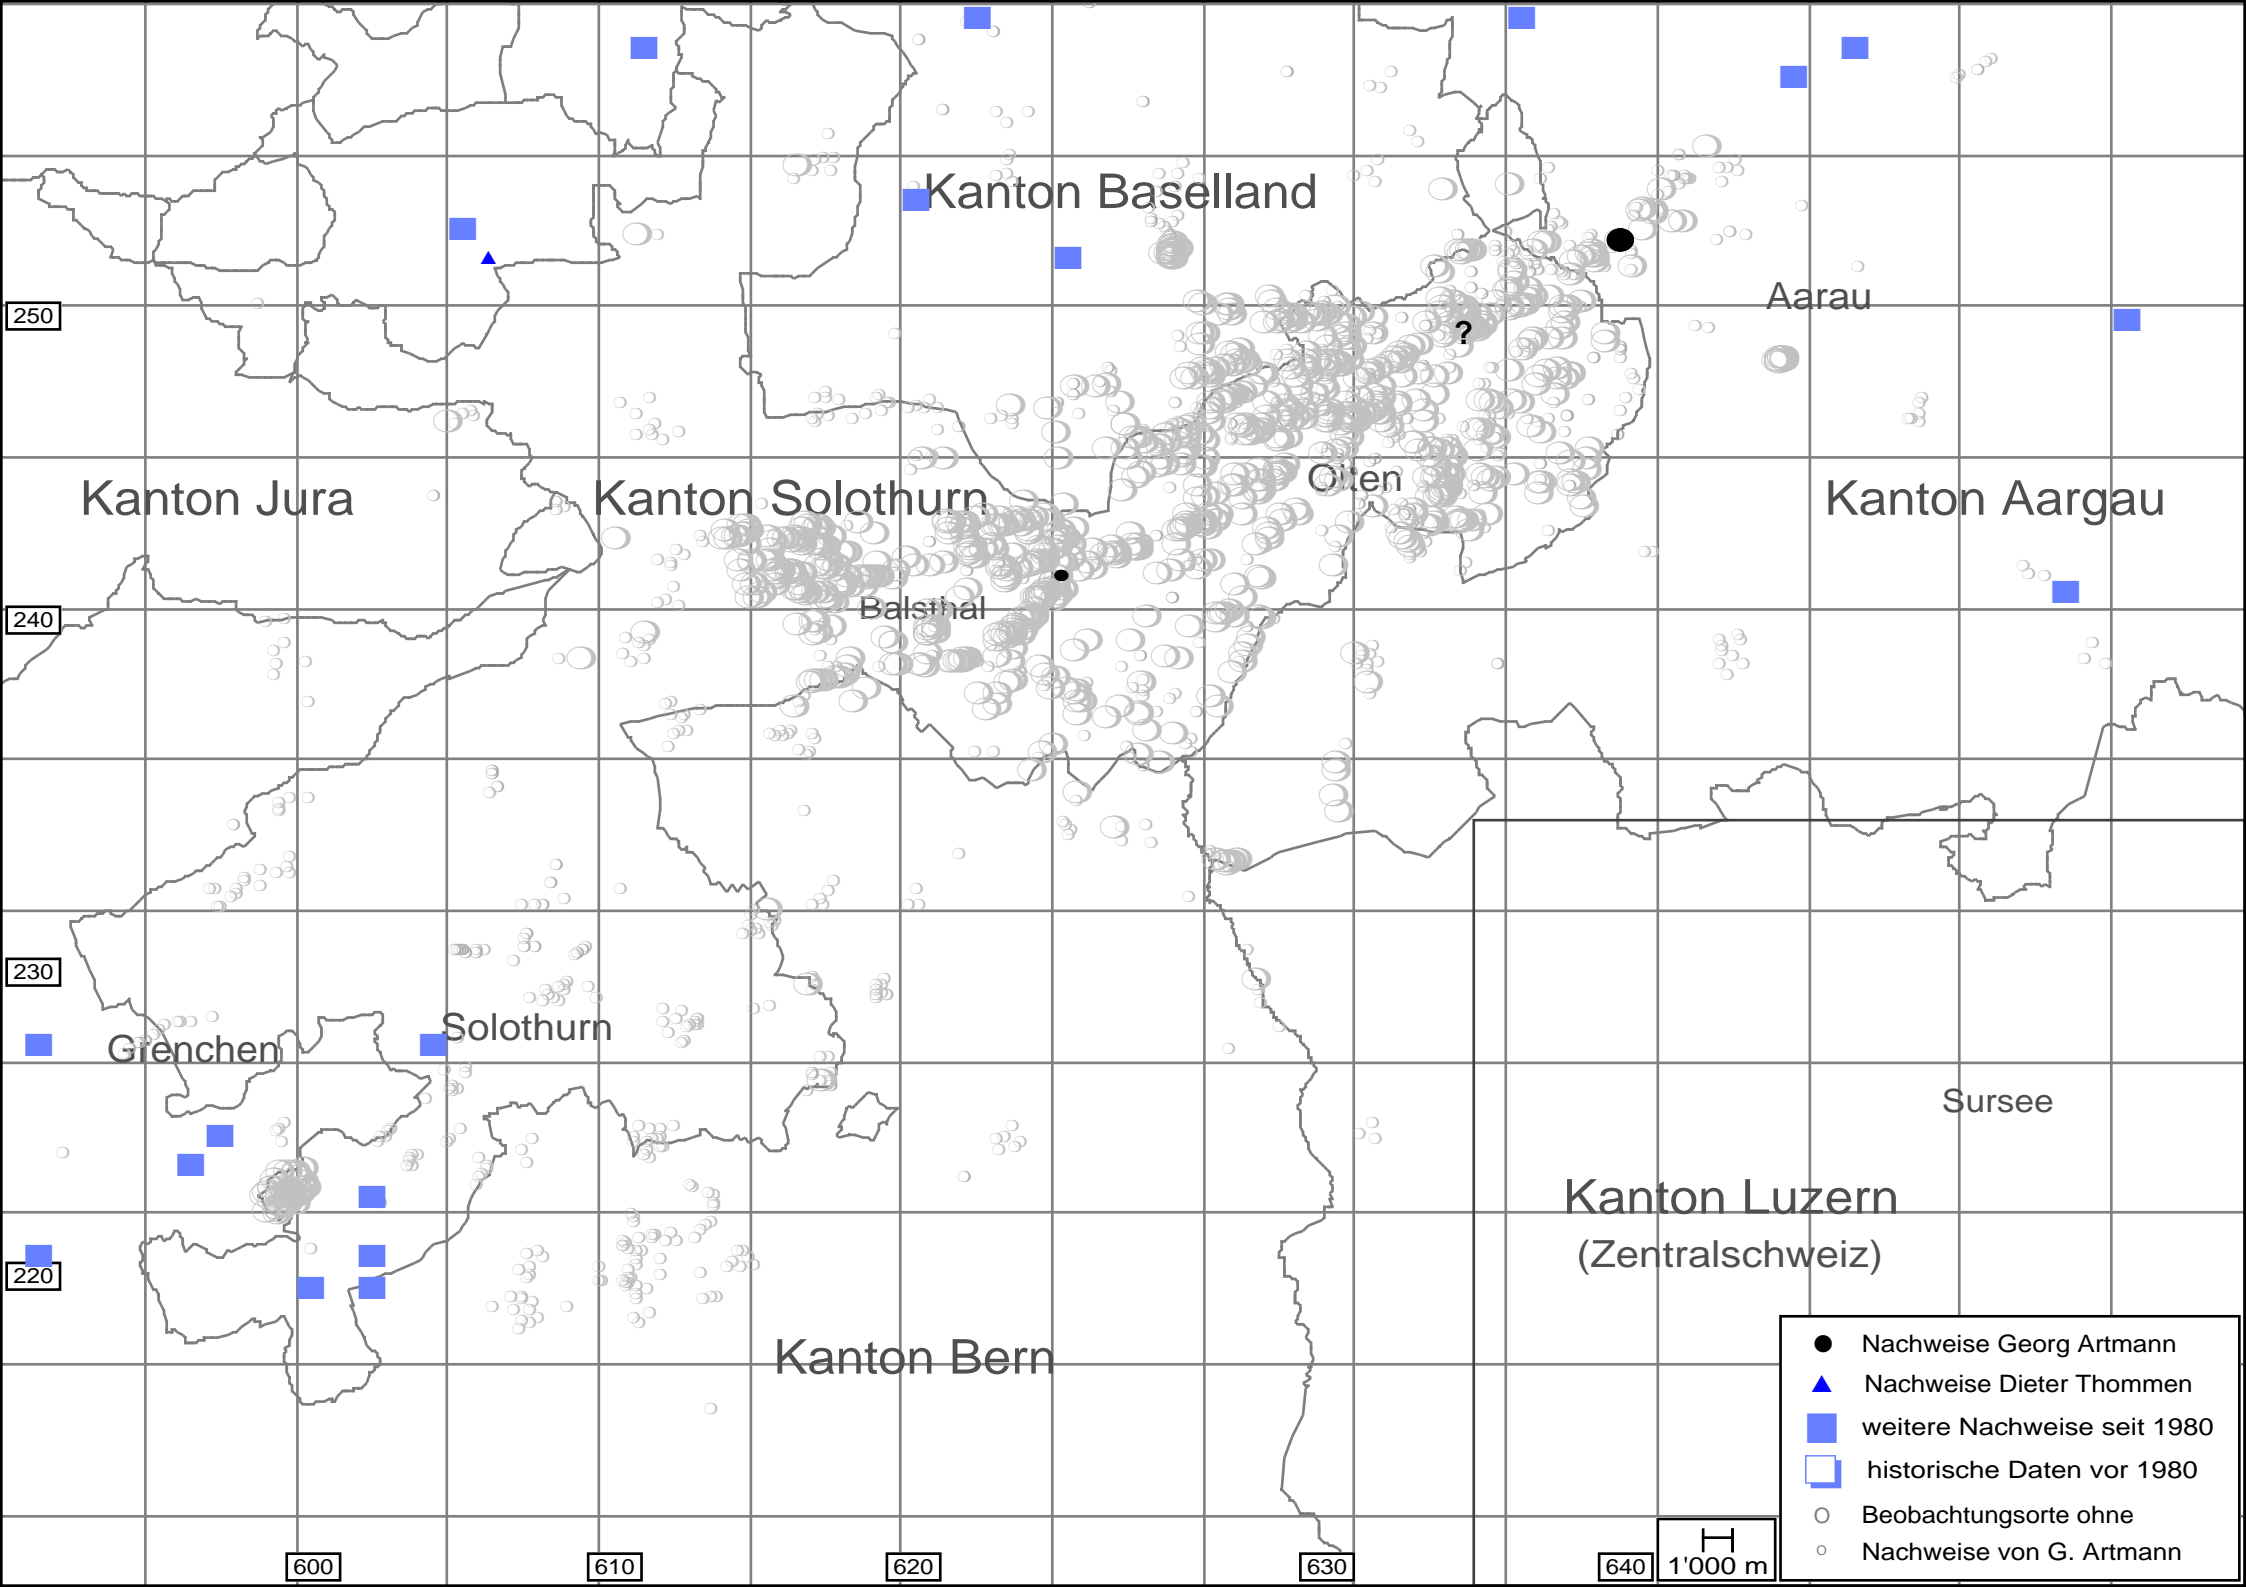 Kanton Baselland
Aarau
250
?
Olten
Kanton Jura
Kanton Solothurn
Kanton Aargau
Balsthal
240
230
Solothurn
Grenchen
Sursee
Kanton Luzern
(Zentralschweiz)
220
Kanton Bern
Nachweise Georg Artmann
Nachweise Dieter Thommen
weitere Nachweise seit 1980
historische Daten vor 1980
Beobachtungsorte ohne
Nachweise von G. Artmann
600
610
620
630
640
1'000 m